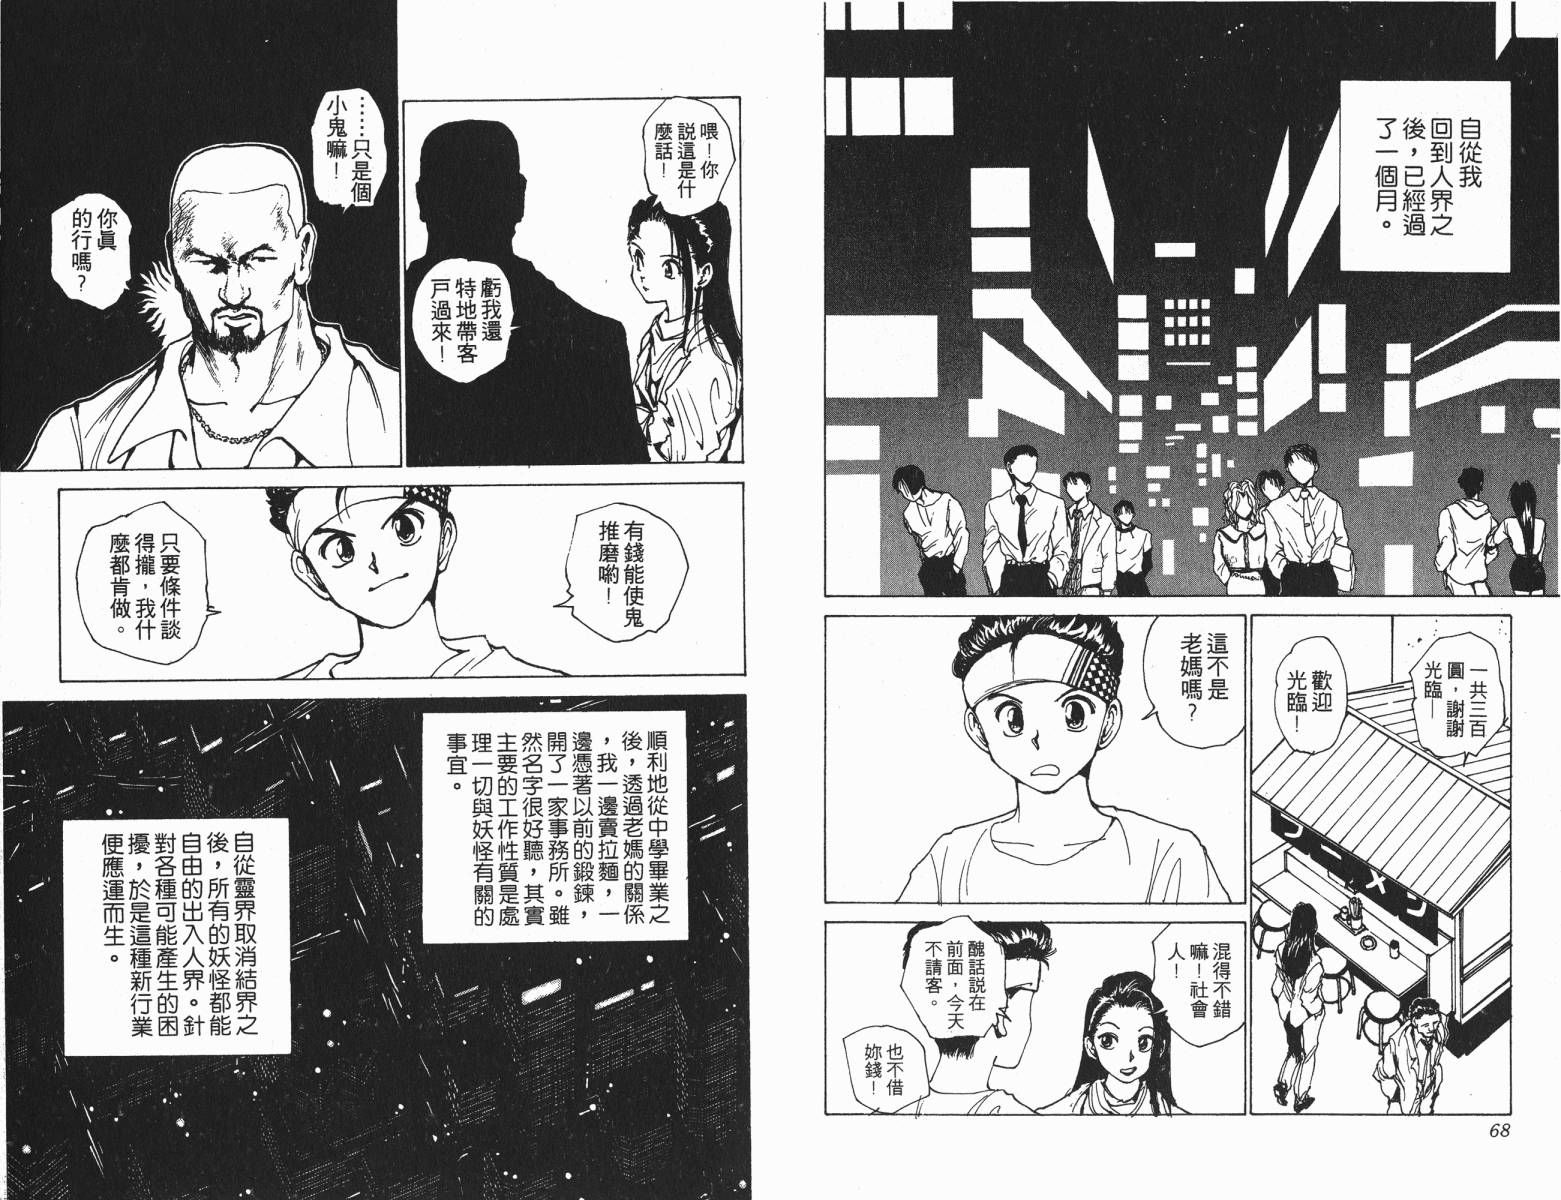 自從我
回到人界之
後，已經過
了一個月。
一共三百
圓，謝謝
光臨—
歡迎
光臨！
ラーメン
這不是
老媽嗎？
混得不錯
嘛！社會
人！
醜話說在
前面，今天
不請客。
也不借
妳錢！
68
喂！你
說這是什
麼話！
虧我還
特地帶客
戶過來！
……只是個
小鬼嘛！
你眞
的行嗎？
有錢能使鬼
推磨喲！
只要條件談
得攏，我什
麼都肯做。
順利地從中學畢業之
後，透過老媽的關係
，我一邊賣拉麵，一
邊憑著以前的鍛鍊，
開了一家事務所。雖
然名字很好聽，其實
主要的工作性質是處
理一切與妖怪有關的
事宜。
自從靈界取消結界之
後，所有的妖怪都能
自由的出入人界。針
對各種可能產生的困
擾，於是這種新行業
便應運而生。